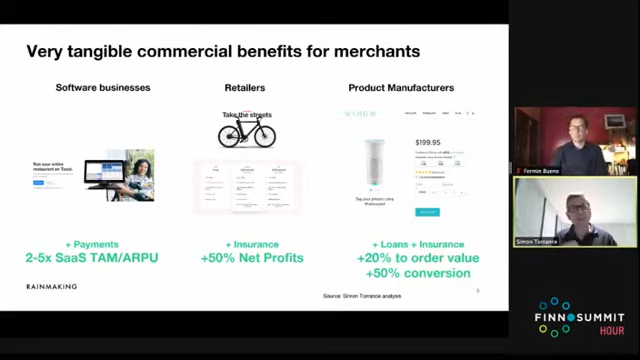 Very tangible commercial benefits for merchants
Software businesses
Retailers
Product Manufacturers
Take the streets
WYNDW
$199.95
Run your entire
restaurant on Toast.
+ Payments
2-5x SaaS TAM/ARPU
+ Insurance
+50% Net Profits
+ Loans + Insurance
+20% to order value
+50% conversion
RAINMAKING
Source: Simon Torrance analysis
Fermin Bueno
Simon Torrance
FINNOSUMMIT
HOUR